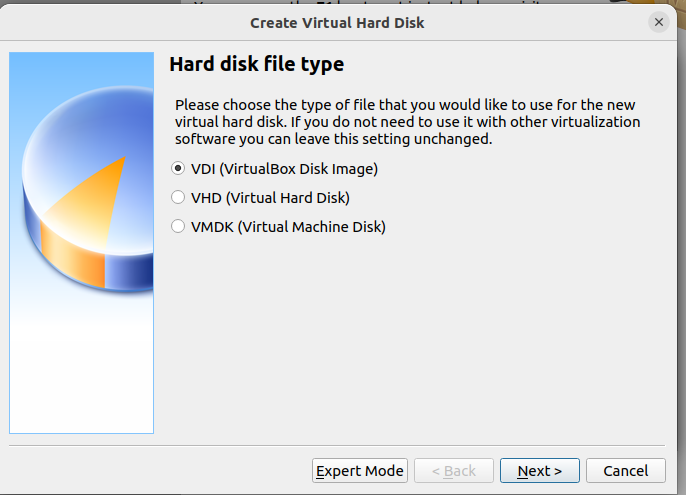 Create Virtual Hard Disk
Hard disk file type
Please choose the type of file that you would like to use for the new
virtual hard disk. If you do not need to use it with other virtualization
software you can leave this setting unchanged.
VDI (VirtualBox Disk Image)
VHD (Virtual Hard Disk)
VMDK (Virtual Machine Disk)
Expert Mode
< Back
Next >
Cancel